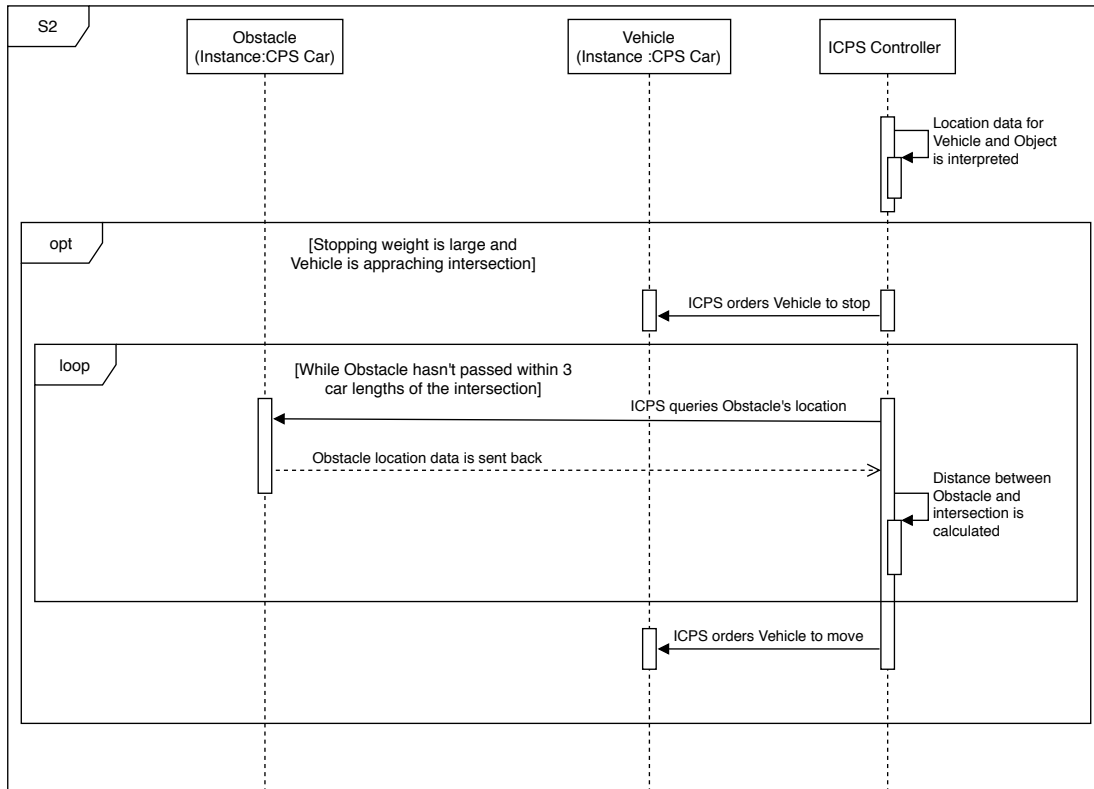 S2
Obstacle
(Instance:CPS Car)
Vehicle
(Instance :CPS Car)
ICPS Controller
Location data for
Vehicle and Object
is interpreted
opt
[Stopping weight is large and
Vehicle is appraching intersection]
ICPS orders Vehicle to stop
loop
[While Obstacle hasn't passed within 3
car lengths of the intersection]
ICPS queries Obstacle's location
Obstacle location data is sent back
Distance between
Obstacle and
intersection is
calculated
ICPS orders Vehicle to move